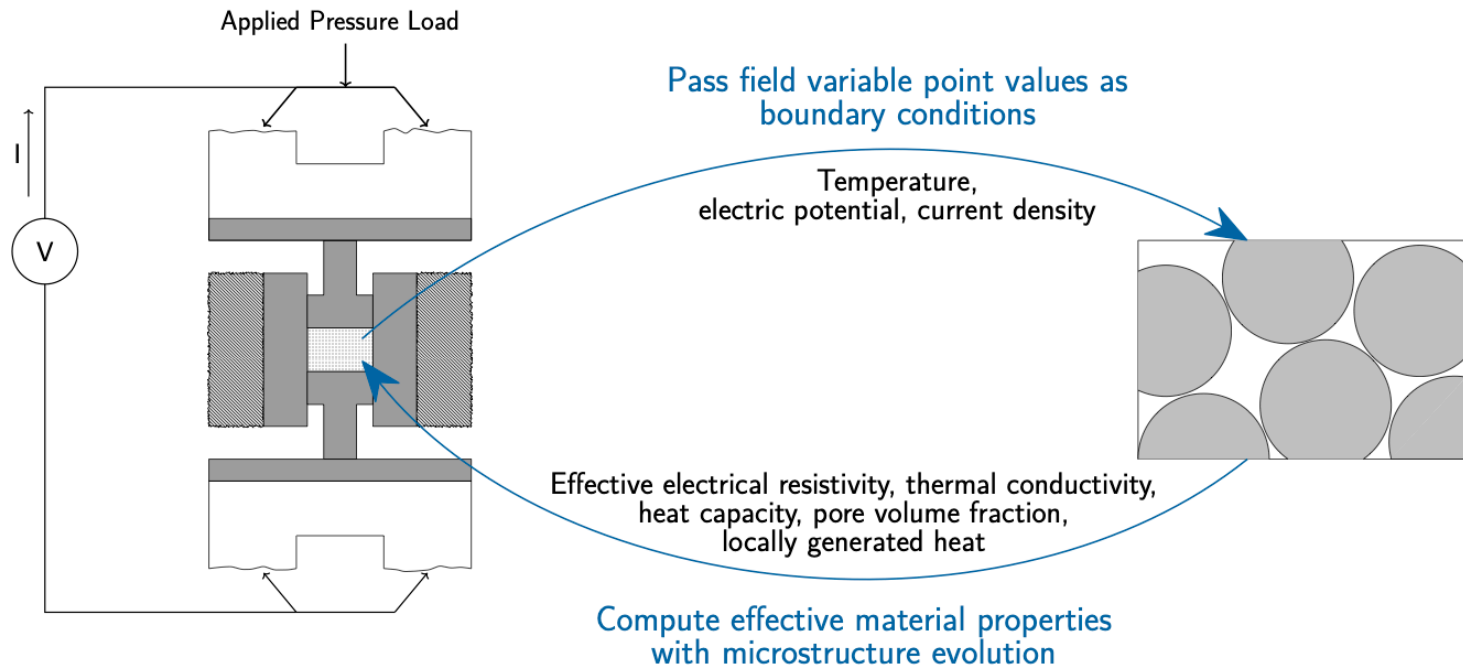 Applied Pressure Load
I
V
Pass field variable point values as
boundary conditions
Temperature,
electric potential, current density
Effective electrical resistivity, thermal conductivity,
heat capacity, pore volume fraction,
locally generated heat
Compute effective material properties
with microstructure evolution